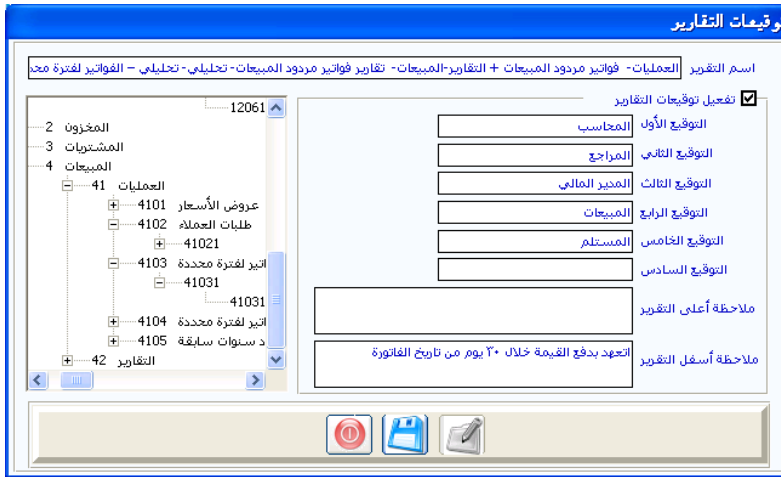 توقيعات التقارير
اسم التقرير العمليات- فواتير مردود المبيعات + التقارير-المبيعات- تقارير فواتير مردود المبيعات- تحليلي- تحليلي – الفواتير لفترة محد
تفعيل توقيعات التقارير
التوقيع الأول المحاسب
التوقيع الثاني المراجع
التوقيع الثالث المدير المالي
التوقيع الرابع المبيعات
التوقيع الخامس المستلم
التوقيع السادس
ملاحظة أعلى التقرير
ملاحظة أسفل التقرير اتعهد بدفع القيمة خلال ٣٠ يوم من تاريخ الفاتورة
12061
المخزون 2
المشتريات 3
المبيعات 4
العمليات 41
عروض الأسعار 4101
طلبات العملاء 4102
41021
اتير لفترة محددة 4103
41031
41031
اتير لفترة محددة 4104
د سنوات سابقة 4105
التقارير 42